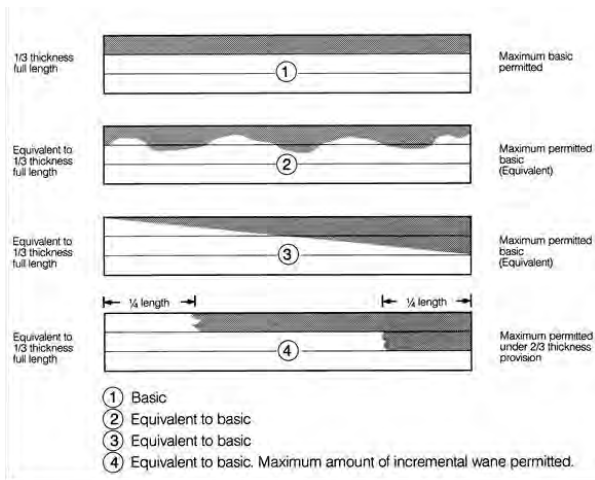 1/3 thickness
full length
1
Maximum basic
permitted
Equivalent to
1/3 thickness
full length
2
Maximum permitted
basic
(Equivalent)
Equivalent to
1/3 thickness
full length
3
Maximum permitted
basic
(Equivalent)
¼ length
¼ length
Equivalent to
1/3 thickness
full length
4
Maximum permitted
under 2/3 thickness
provision
1 Basic
2 Equivalent to basic
3 Equivalent to basic
4 Equivalent to basic. Maximum amount of incremental wane permitted.